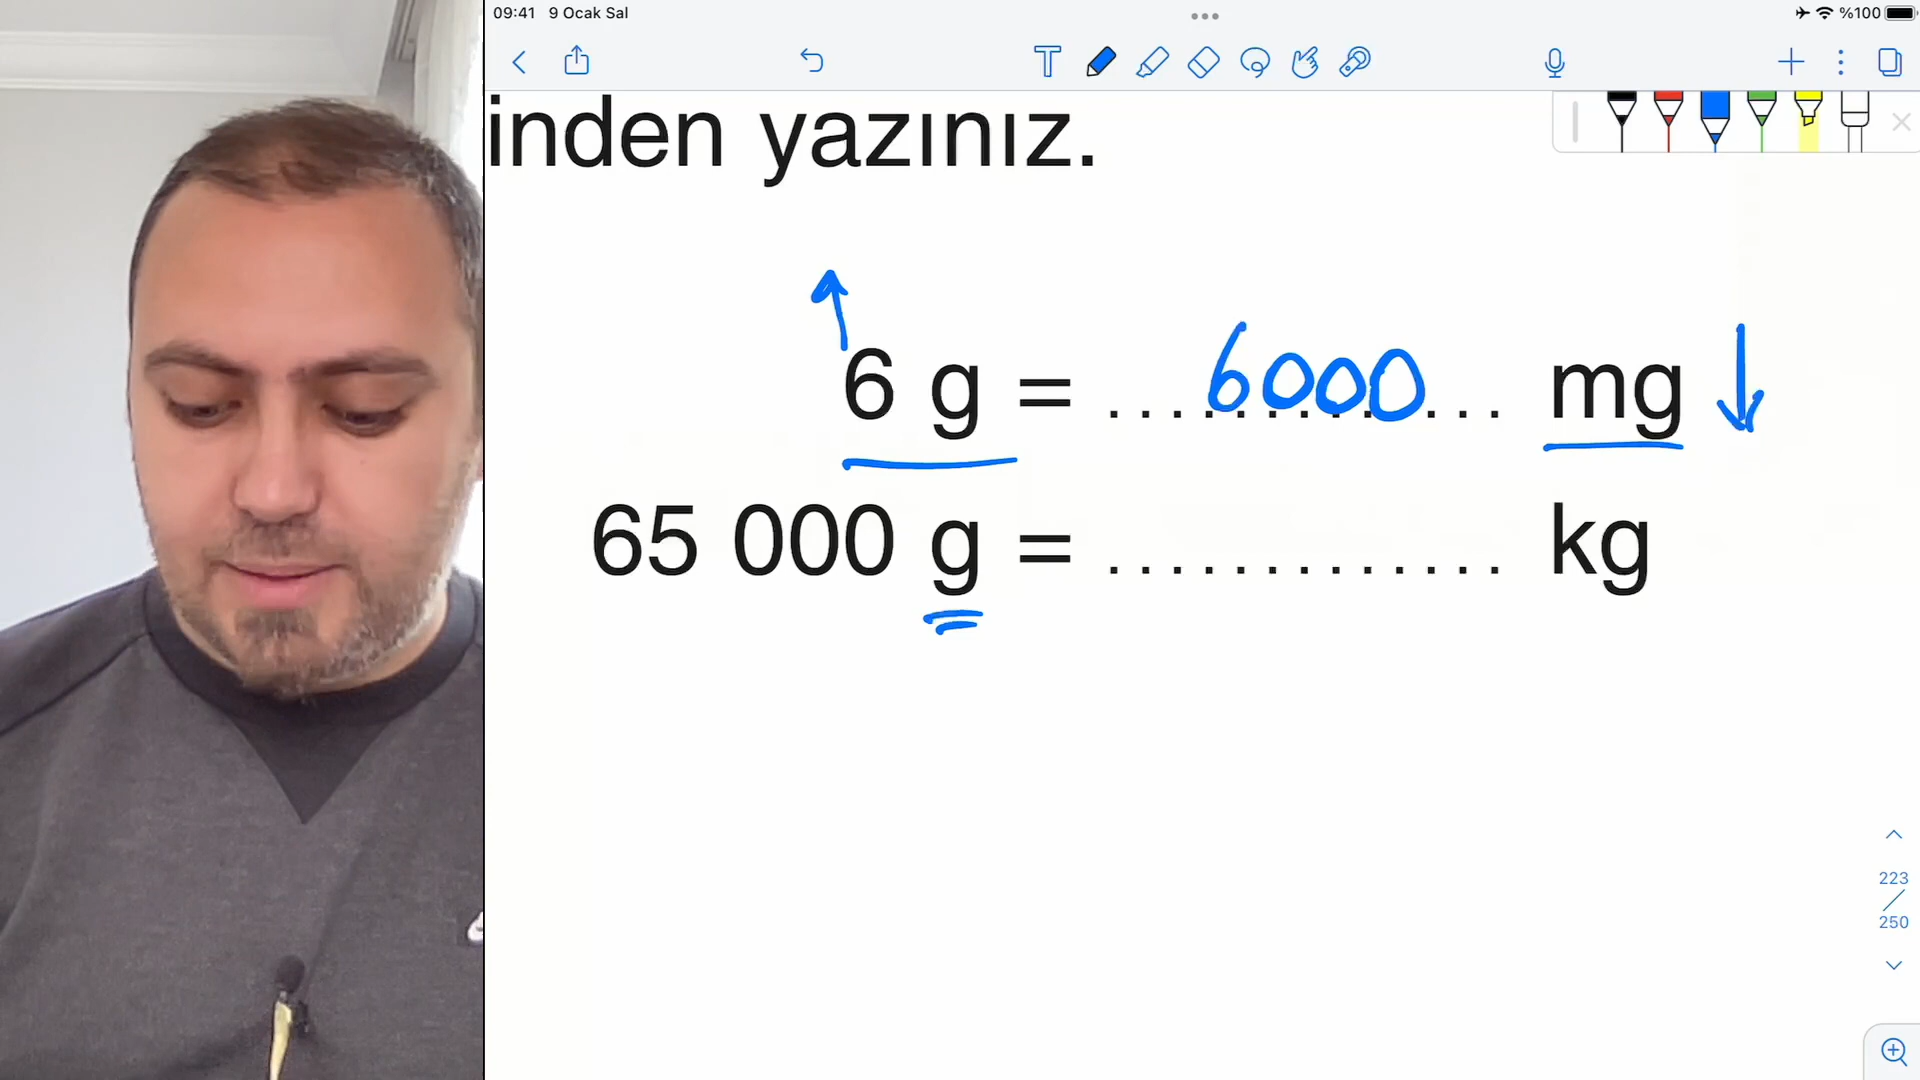 09:41 9 Ocak Sal
%100
inden yazınız.
6 g = .....6000... mg
65 000 g = ............. kg
223
250